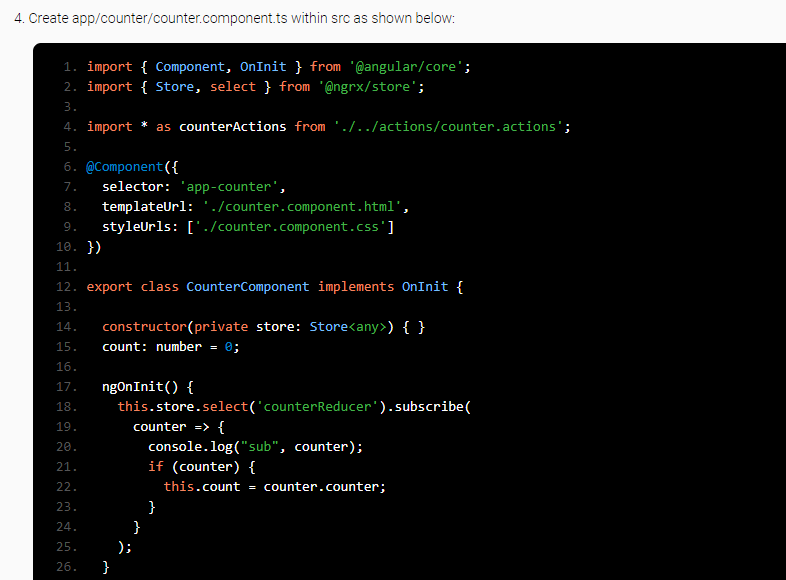 4. Create app/counter/counter.component.ts within src as shown below:
1. import { Component, OnInit } from '@angular/core';
2. import { Store, select } from '@ngrx/store';
3.
4. import * as counterActions from './../actions/counter.actions';
5.
6. @Component({
7.   selector: 'app-counter',
8.   templateUrl: './counter.component.html',
9.   styleUrls: ['./counter.component.css']
10. })
11.
12. export class CounterComponent implements OnInit {
13.
14.   constructor(private store: Store<any>) { }
15.   count: number = 0;
16.
17.   ngOnInit() {
18.     this.store.select('counterReducer').subscribe(
19.       counter => {
20.         console.log("sub", counter);
21.         if (counter) {
22.           this.count = counter.counter;
23.         }
24.       }
25.     );
26.   }